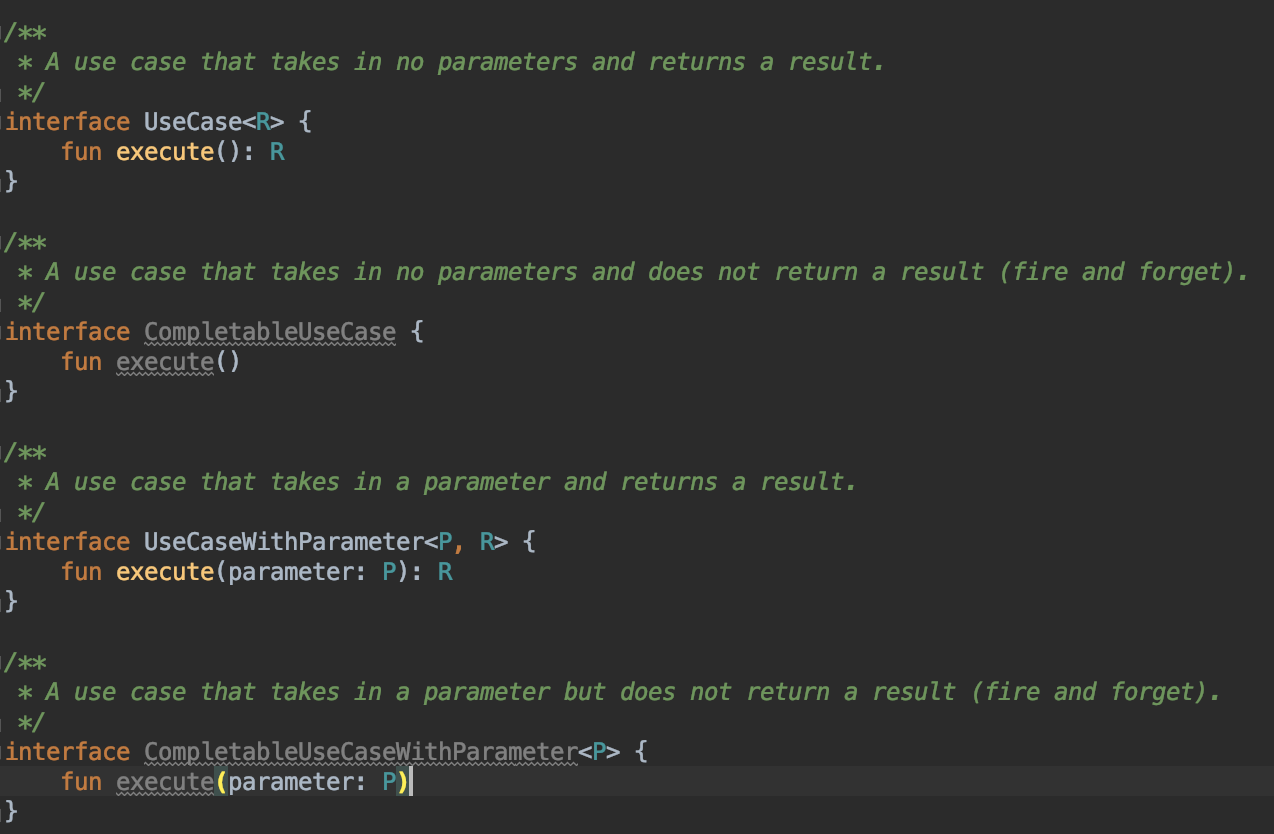 /**
 * A use case that takes in no parameters and returns a result.
 */
interface UseCase<R> {
    fun execute(): R
}
/**
 * A use case that takes in no parameters and does not return a result (fire and forget).
 */
interface CompletableUseCase {
    fun execute()
}
/**
 * A use case that takes in a parameter and returns a result.
 */
interface UseCaseWithParameter<P, R> {
    fun execute(parameter: P): R
}
/**
 * A use case that takes in a parameter but does not return a result (fire and forget).
 */
interface CompletableUseCaseWithParameter<P> {
    fun execute(parameter: P)
}